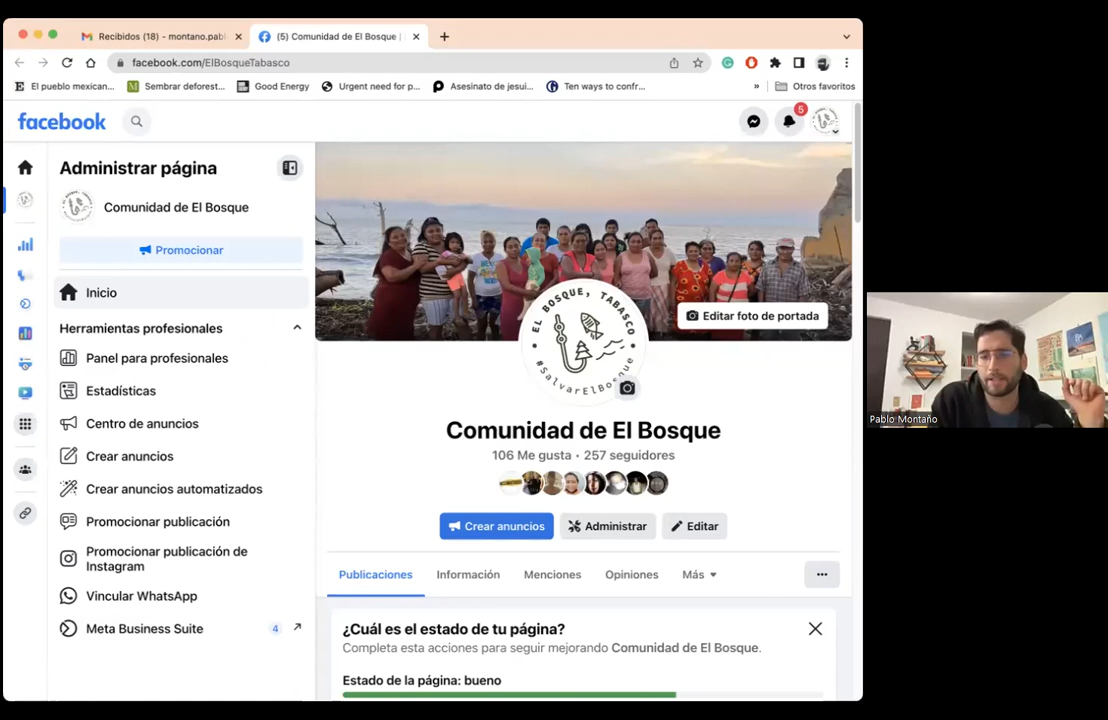 Recibidos (18) - montano.pabl
(5) Comunidad de El Bosque |
facebook.com/ElBosqueTabasco
El pueblo mexican...
Sembrar deforest...
Good Energy
Urgent need for p...
Asesinato de jesui...
Ten ways to confr...
»
Otros favoritos
facebook
5
Administrar página
Comunidad de El Bosque
Promocionar
Inicio
Herramientas profesionales
Panel para profesionales
Estadísticas
Centro de anuncios
Crear anuncios
Crear anuncios automatizados
Promocionar publicación
Promocionar publicación de
Instagram
Vincular WhatsApp
Meta Business Suite
4
Editar foto de portada
EL BOSQUE, TABASCO
#SalvarElBosque
Comunidad de El Bosque
106 Me gusta • 257 seguidores
Crear anuncios
Administrar
Editar
Publicaciones
Información
Menciones
Opiniones
Más
¿Cuál es el estado de tu página?
Completa esta acciones para seguir mejorando Comunidad de El Bosque.
Estado de la página: bueno
Pablo Montaño